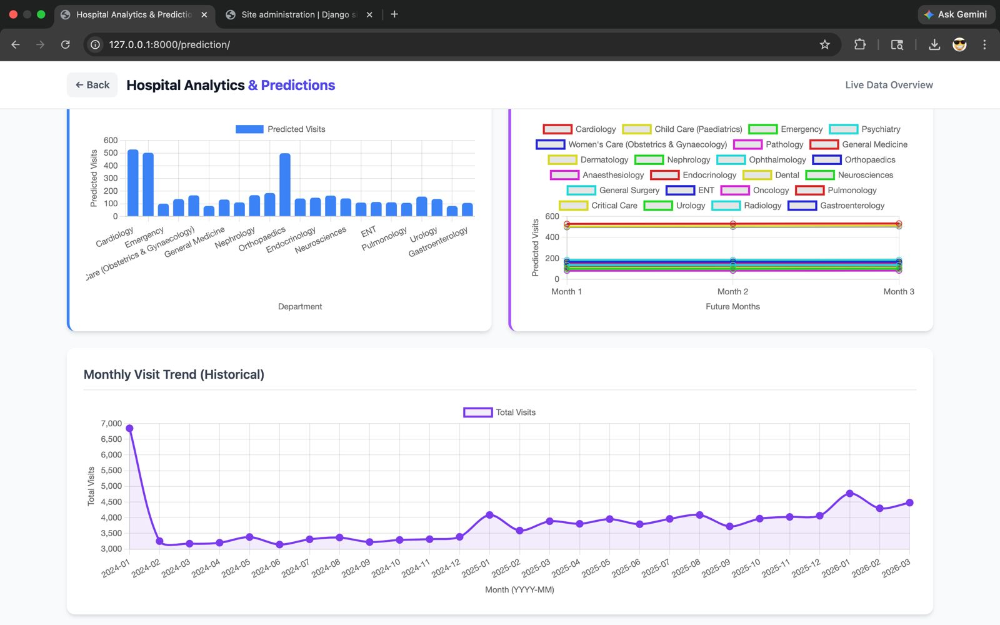 Hospital Analytics & Predictio
Site administration | Django s
Ask Gemini
127.0.0.1:8000/prediction/
← Back
Hospital Analytics & Predictions
Live Data Overview
Predicted Visits
600
500
400
300
200
100
0
Predicted Visits
Cardiology
Emergency
Care (Obstetrics & Gynaecology)
General Medicine
Nephrology
Orthopaedics
Endocrinology
Neurosciences
ENT
Pulmonology
Urology
Gastroenterology
Department
Cardiology Child Care (Paediatrics) Emergency Psychiatry
Women's Care (Obstetrics & Gynaecology) Pathology General Medicine
Dermatology Nephrology Ophthalmology Orthopaedics
Anaesthesiology Endocrinology Dental Neurosciences
General Surgery ENT Oncology Pulmonology
Critical Care Urology Radiology Gastroenterology
600
400
200
0
Predicted Visits
Month 1 Month 2 Month 3
Future Months
Monthly Visit Trend (Historical)
Total Visits
7,000
6,500
6,000
5,500
5,000
4,500
4,000
3,500
3,000
Total Visits
2024-01 2024-02 2024-03 2024-04 2024-05 2024-06 2024-07 2024-08 2024-09 2024-10 2024-11 2024-12 2025-01 2025-02 2025-03 2025-04 2025-05 2025-06 2025-07 2025-08 2025-09 2025-10 2025-11 2025-12 2026-01 2026-02 2026-03
Month (YYYY-MM)